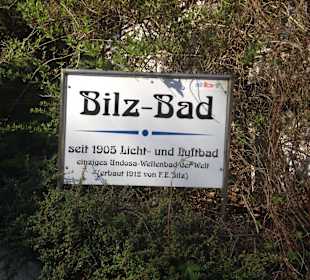 Bilz-Bad
seit 1905 Licht- und Luftbad
einziges Undosa-Wellenbad der Welt
(erbaut 1912 von F.E. Bilz)